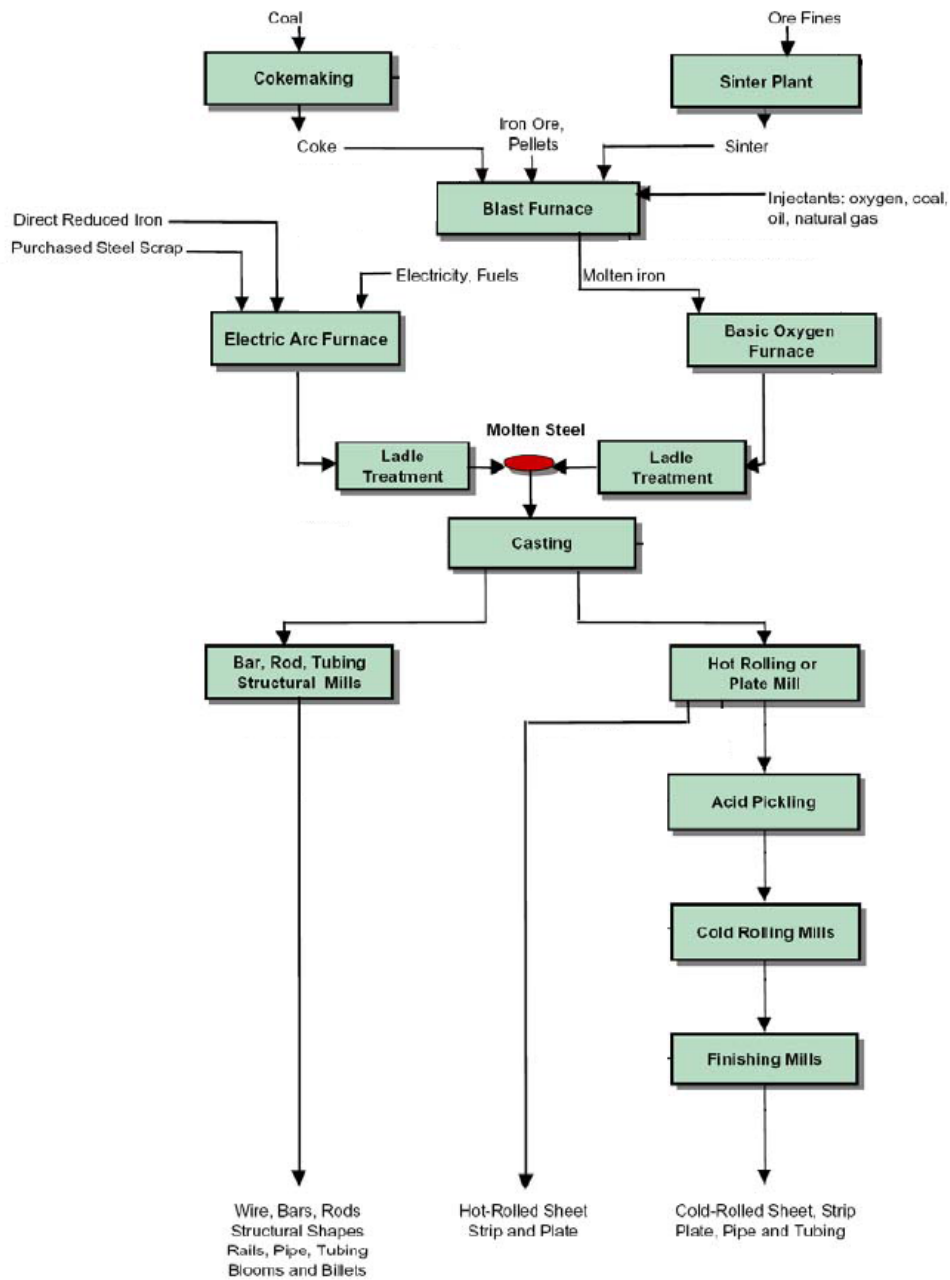 Coal
Ore Fines
Cokemaking
Sinter Plant
Iron Ore,
Pellets
Coke
Sinter
Blast Furnace
Injectants: oxygen, coal,
oil, natural gas
Direct Reduced Iron
Purchased Steel Scrap
Electricity, Fuels
Molten iron
Electric Arc Furnace
Basic Oxygen
Furnace
Molten Steel
Ladle
Treatment
Ladle
Treatment
Casting
Bar, Rod, Tubing
Structural Mills
Hot Rolling or
Plate Mill
Acid Pickling
Cold Rolling Mills
Finishing Mills
Wire, Bars, Rods
Structural Shapes
Rails, Pipe, Tubing
Blooms and Billets
Hot-Rolled Sheet
Strip and Plate
Cold-Rolled Sheet, Strip
Plate, Pipe and Tubing